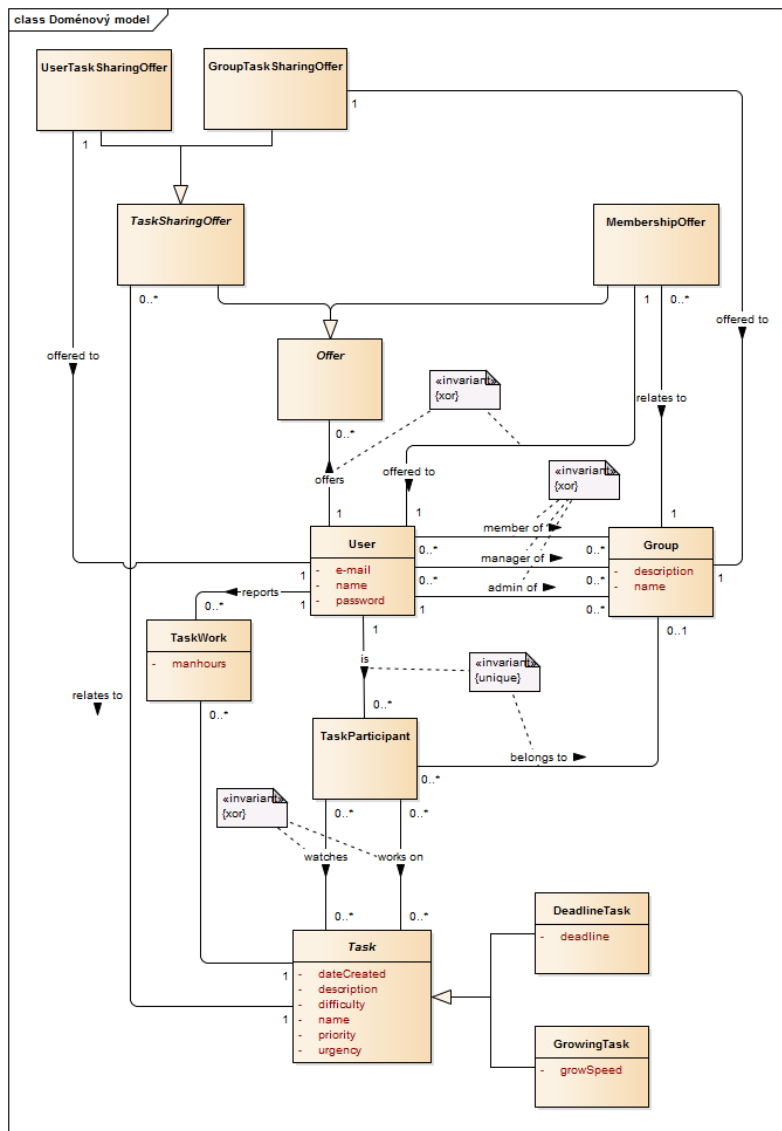 class Doménový model
UserTaskSharingOffer
GroupTaskSharingOffer
1
1
TaskSharingOffer
MembershipOffer
0..*
1
0..*
offered to
offered to
Offer
«invariant»
{xor}
relates to
0..*
offers
offered to
«invariant»
{xor}
1
1
1
User
- e-mail
- name
- password
member of
0..*
0..*
manager of
0..*
0..*
admin of
1
0..*
Group
- description
- name
1
1
1
reports
0..*
1
0..1
TaskWork
- manhours
is
«invariant»
{unique}
relates to
0..*
0..*
TaskParticipant
belongs to
0..*
«invariant»
{xor}
0..*
0..*
watches
works on
0..*
0..*
DeadlineTask
- deadline
Task
- dateCreated
- description
- difficulty
- name
- priority
- urgency
1
1
GrowingTask
- growSpeed